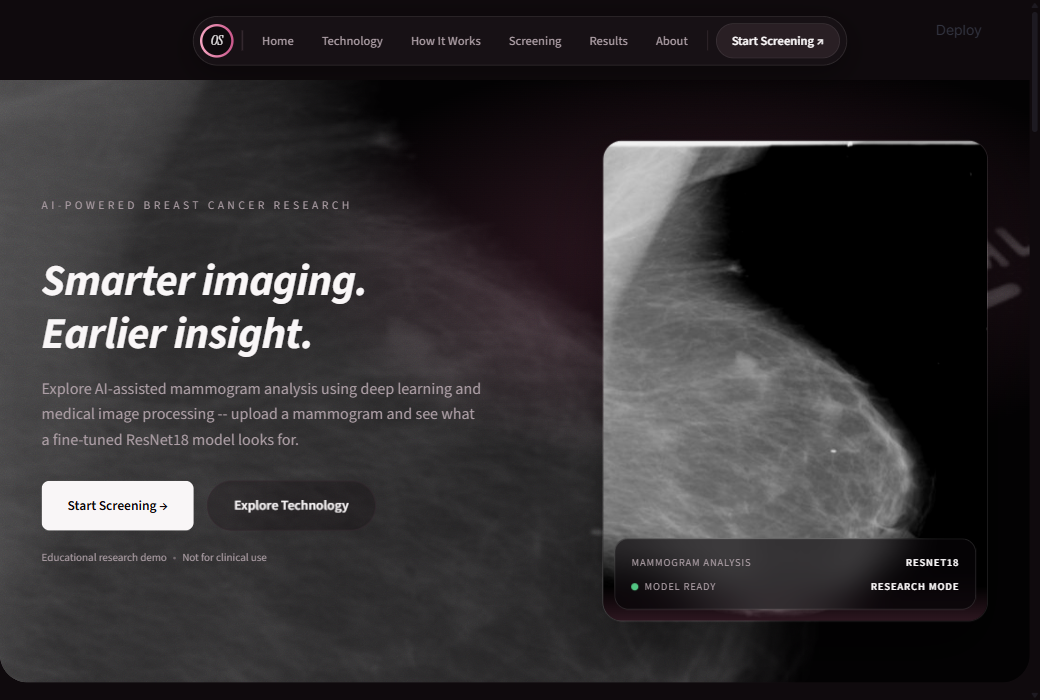 OS
Home
Technology
How It Works
Screening
Results
About
Start Screening ↗
Deploy
AI-POWERED BREAST CANCER RESEARCH
Smarter imaging.
Earlier insight.
Explore AI-assisted mammogram analysis using deep learning and
medical image processing -- upload a mammogram and see what
a fine-tuned ResNet18 model looks for.
Start Screening →
Explore Technology
Educational research demo • Not for clinical use
MAMMOGRAM ANALYSIS
RESNET18
MODEL READY
RESEARCH MODE